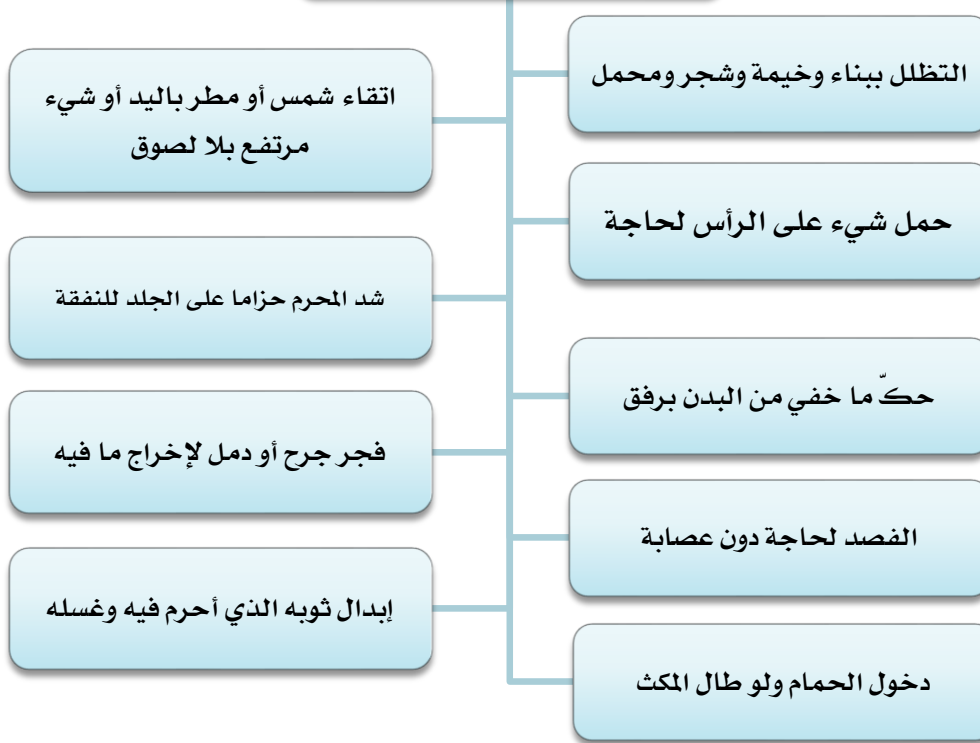 التظلل ببناء وخيمة وشجر ومحمل
اتقاء شمس أو مطر باليد أو شيء
مرتفع بلا لصوق
حمل شيء على الرأس لحاجة
شد المحرم حزاما على الجلد للنفقة
حكّ ما خفي من البدن برفق
فجر جرح أو دمل لإخراج ما فيه
الفصد لحاجة دون عصابة
إبدال ثوبه الذي أحرم فيه وغسله
دخول الحمام ولو طال المكث